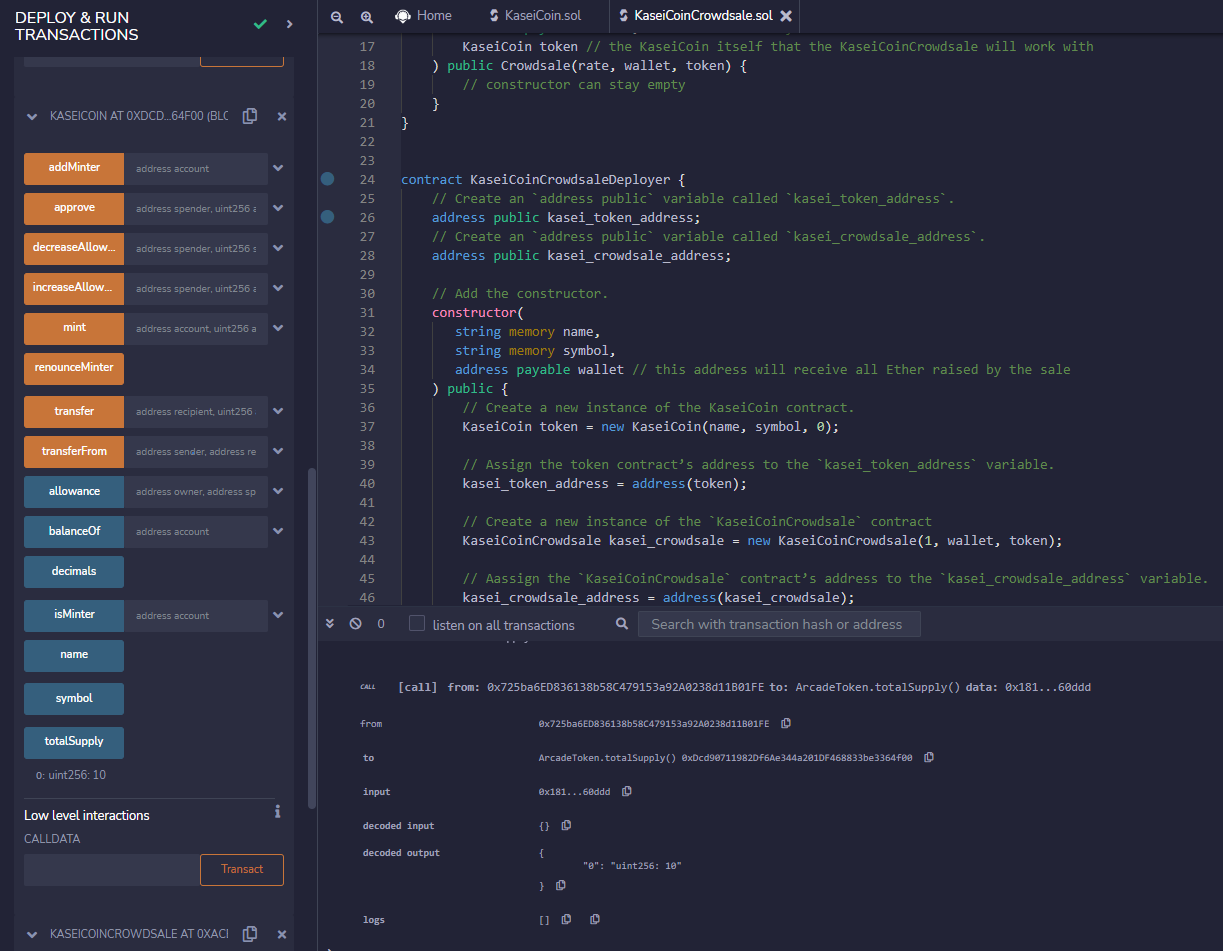 DEPLOY & RUN
TRANSACTIONS
KASEICOIN AT 0XDCD...64F00 (BLC
addMinter address account
approve address spender, uint256 a
decreaseAllow... address spender, uint256 s
increaseAllow... address spender, uint256 a
mint address account, uint256 a
renounceMinter
transfer address recipient, uint256
transferFrom address sender, address re
allowance address owner, address sp
balanceOf address account
decimals
isMinter address account
name
symbol
totalSupply
0: uint256: 10
Low level interactions
CALLDATA
Transact
KASEICOINCROWDSALE AT 0XACI
Home KaseiCoin.sol KaseiCoinCrowdsale.sol
17 KaseiCoin token // the KaseiCoin itself that the KaseiCoinCrowdsale will work with
18 ) public Crowdsale(rate, wallet, token) {
19 // constructor can stay empty
20 }
21 }
22
23
24 contract KaseiCoinCrowdsaleDeployer {
25 // Create an `address public` variable called `kasei_token_address`.
26 address public kasei_token_address;
27 // Create an `address public` variable called `kasei_crowdsale_address`.
28 address public kasei_crowdsale_address;
29
30 // Add the constructor.
31 constructor(
32 string memory name,
33 string memory symbol,
34 address payable wallet // this address will receive all Ether raised by the sale
35 ) public {
36 // Create a new instance of the KaseiCoin contract.
37 KaseiCoin token = new KaseiCoin(name, symbol, 0);
38
39 // Assign the token contract’s address to the `kasei_token_address` variable.
40 kasei_token_address = address(token);
41
42 // Create a new instance of the `KaseiCoinCrowdsale` contract
43 KaseiCoinCrowdsale kasei_crowdsale = new KaseiCoinCrowdsale(1, wallet, token);
44
45 // Aassign the `KaseiCoinCrowdsale` contract’s address to the `kasei_crowdsale_address` variable.
46 kasei_crowdsale_address = address(kasei_crowdsale);
0 listen on all transactions Search with transaction hash or address
CALL [call] from: 0x725ba6ED836138b58C479153a92A0238d11B01FE to: ArcadeToken.totalSupply() data: 0x181...60ddd
from 0x725ba6ED836138b58C479153a92A0238d11B01FE
to ArcadeToken.totalSupply() 0xDcd90711982Df6Ae344a201DF468833be3364f00
input 0x181...60ddd
decoded input {}
decoded output {
"0": "uint256: 10"
}
logs []